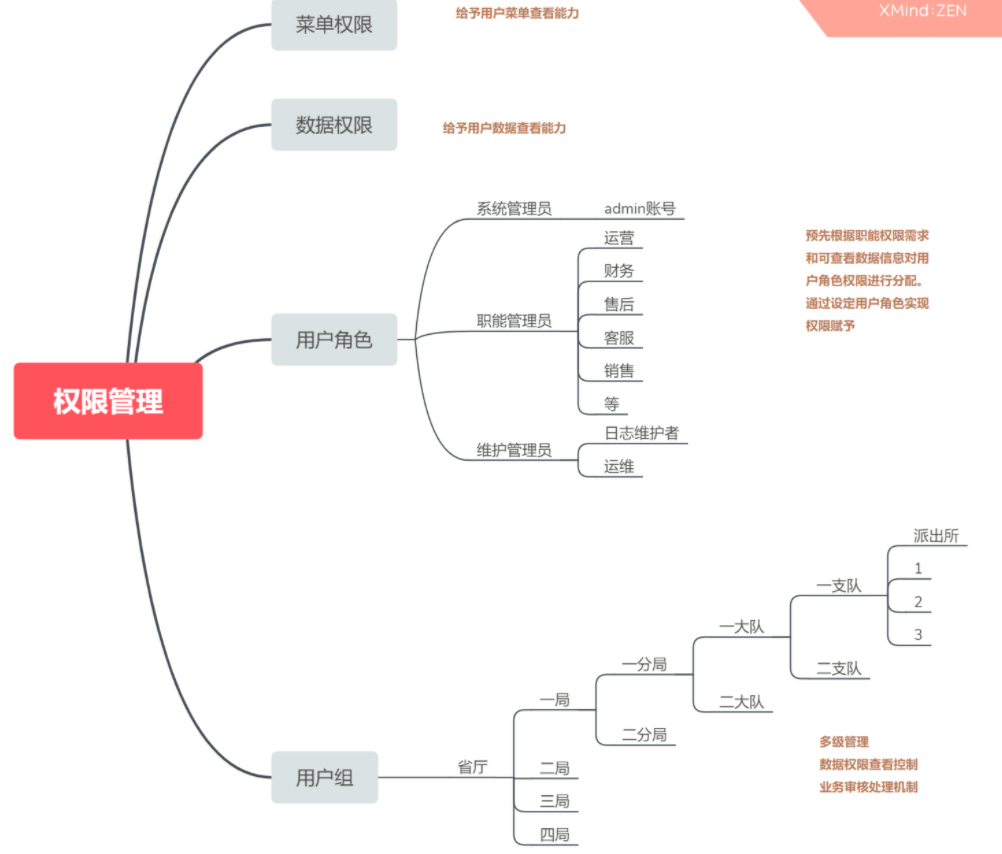 XMind:ZEN
菜单权限
给予用户菜单查看能力
数据权限
给予用户数据查看能力
权限管理
用户角色
系统管理员
admin账号
职能管理员
运营
财务
售后
客服
销售
等
维护管理员
日志维护者
运维
预先根据职能权限需求
和可查看数据信息对用
户角色权限进行分配。
通过设定用户角色实现
权限赋予
用户组
省厅
一局
一分局
一大队
一支队
派出所
1
2
3
二支队
二大队
二分局
二局
三局
四局
多级管理
数据权限查看控制
业务审核处理机制